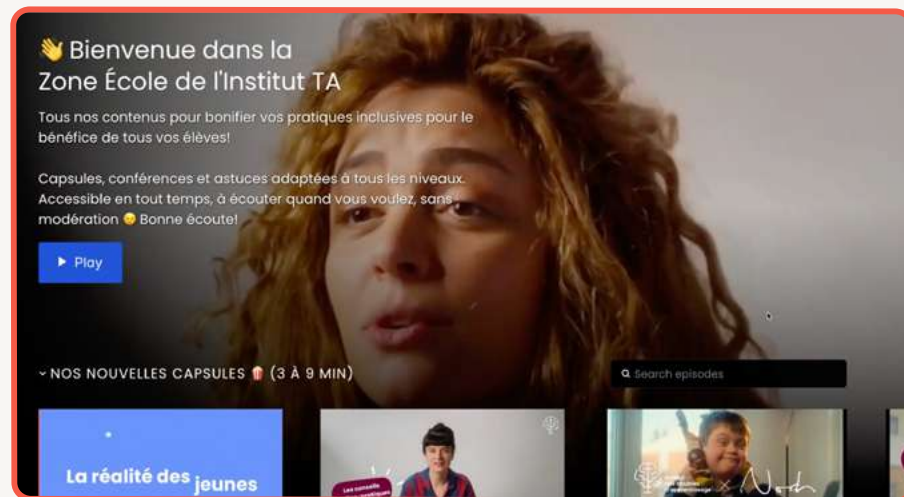 👋 Bienvenue dans la
Zone École de l'Institut TA
Tous nos contenus pour bonifier vos pratiques inclusives pour le
bénéfice de tous vos élèves!
Capsules, conférences et astuces adaptées à tous les niveaux.
Accessible en tout temps, à écouter quand vous voulez, sans
modération 😉 Bonne écoute!
Play
NOS NOUVELLES CAPSULES 🍿 (3 À 9 MIN)
Search episodes
La réalité des jeunes
Les conseils